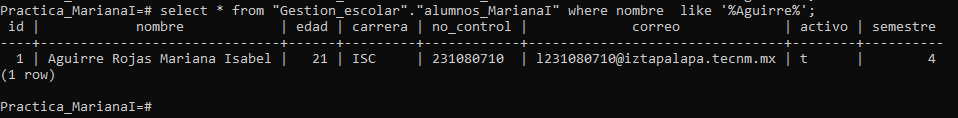 Practica_MarianaI=# select * from "Gestion_escolar"."alumnos_MarianaI" where nombre  like '%Aguirre%';
 id |            nombre            | edad | carrera | no_control |            correo             | activo | semestre
----+------------------------------+------+---------+------------+-------------------------------+--------+----------
  1 | Aguirre Rojas Mariana Isabel |   21 | ISC     | 231080710  | l231080710@iztapalapa.tecnm.mx | t      |        4
(1 row)
Practica_MarianaI=#